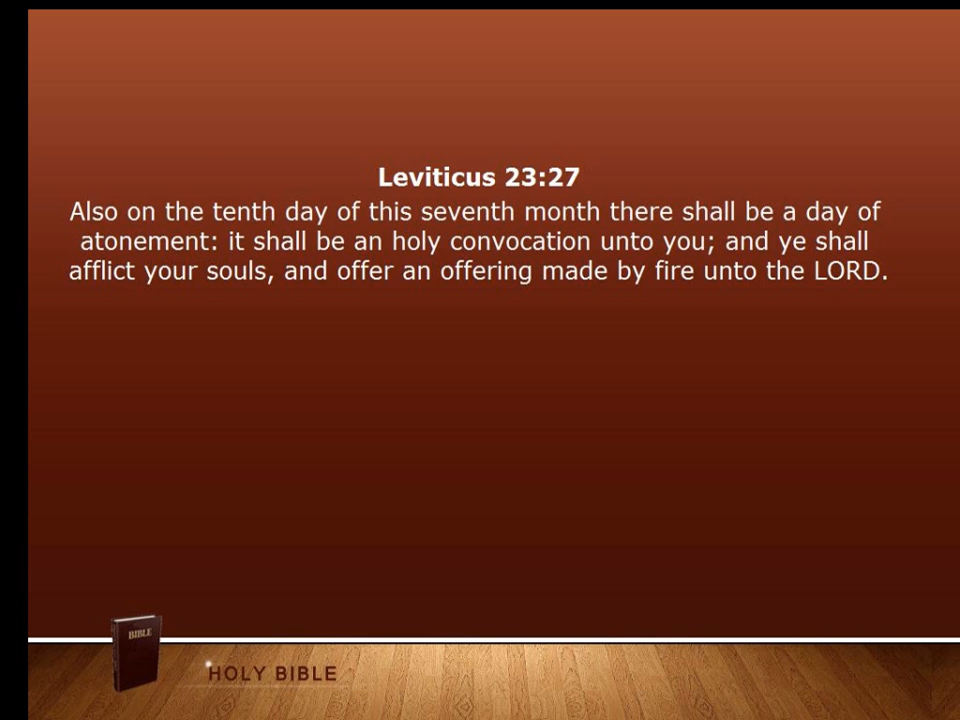 Leviticus 23:27
Also on the tenth day of this seventh month there shall be a day of
atonement: it shall be an holy convocation unto you; and ye shall
afflict your souls, and offer an offering made by fire unto the LORD.
BIBLE
HOLY BIBLE